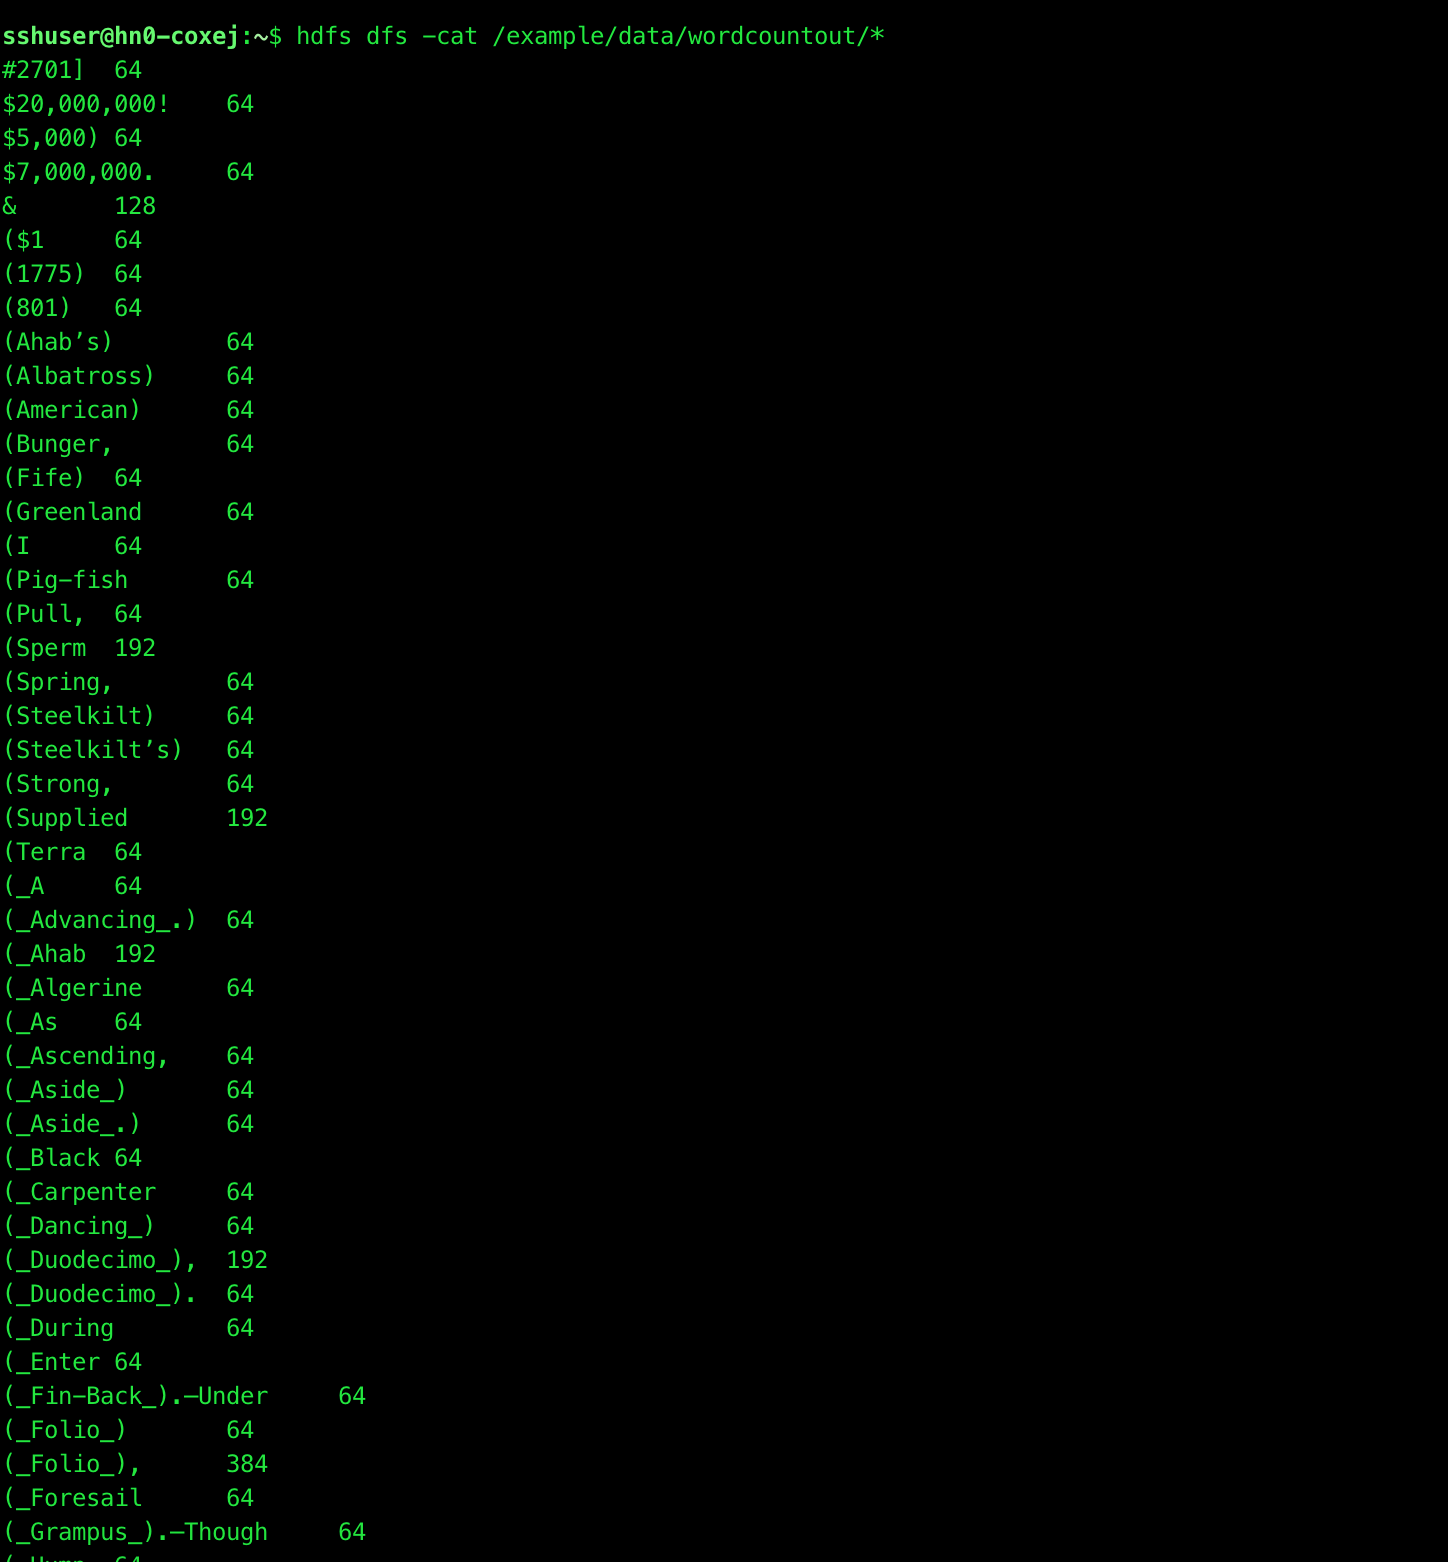 sshuser@hn0-coxej:~$ hdfs dfs -cat /example/data/wordcountout/*
#2701]	64
$20,000,000!	64
$5,000)	64
$7,000,000.	64
&	128
($1	64
(1775)	64
(801)	64
(Ahab’s)	64
(Albatross)	64
(American)	64
(Bunger,	64
(Fife)	64
(Greenland	64
(I	64
(Pig-fish	64
(Pull,	64
(Sperm	192
(Spring,	64
(Steelkilt)	64
(Steelkilt’s)	64
(Strong,	64
(Supplied	192
(Terra	64
(_A	64
(_Advancing_.)	64
(_Ahab	192
(_Algerine	64
(_As	64
(_Ascending,	64
(_Aside_)	64
(_Aside_.)	64
(_Black	64
(_Carpenter	64
(_Dancing_)	64
(_Duodecimo_),	192
(_Duodecimo_).	64
(_During	64
(_Enter	64
(_Fin-Back_).—Under	64
(_Folio_)	64
(_Folio_),	384
(_Foresail	64
(_Grampus_).—Though	64